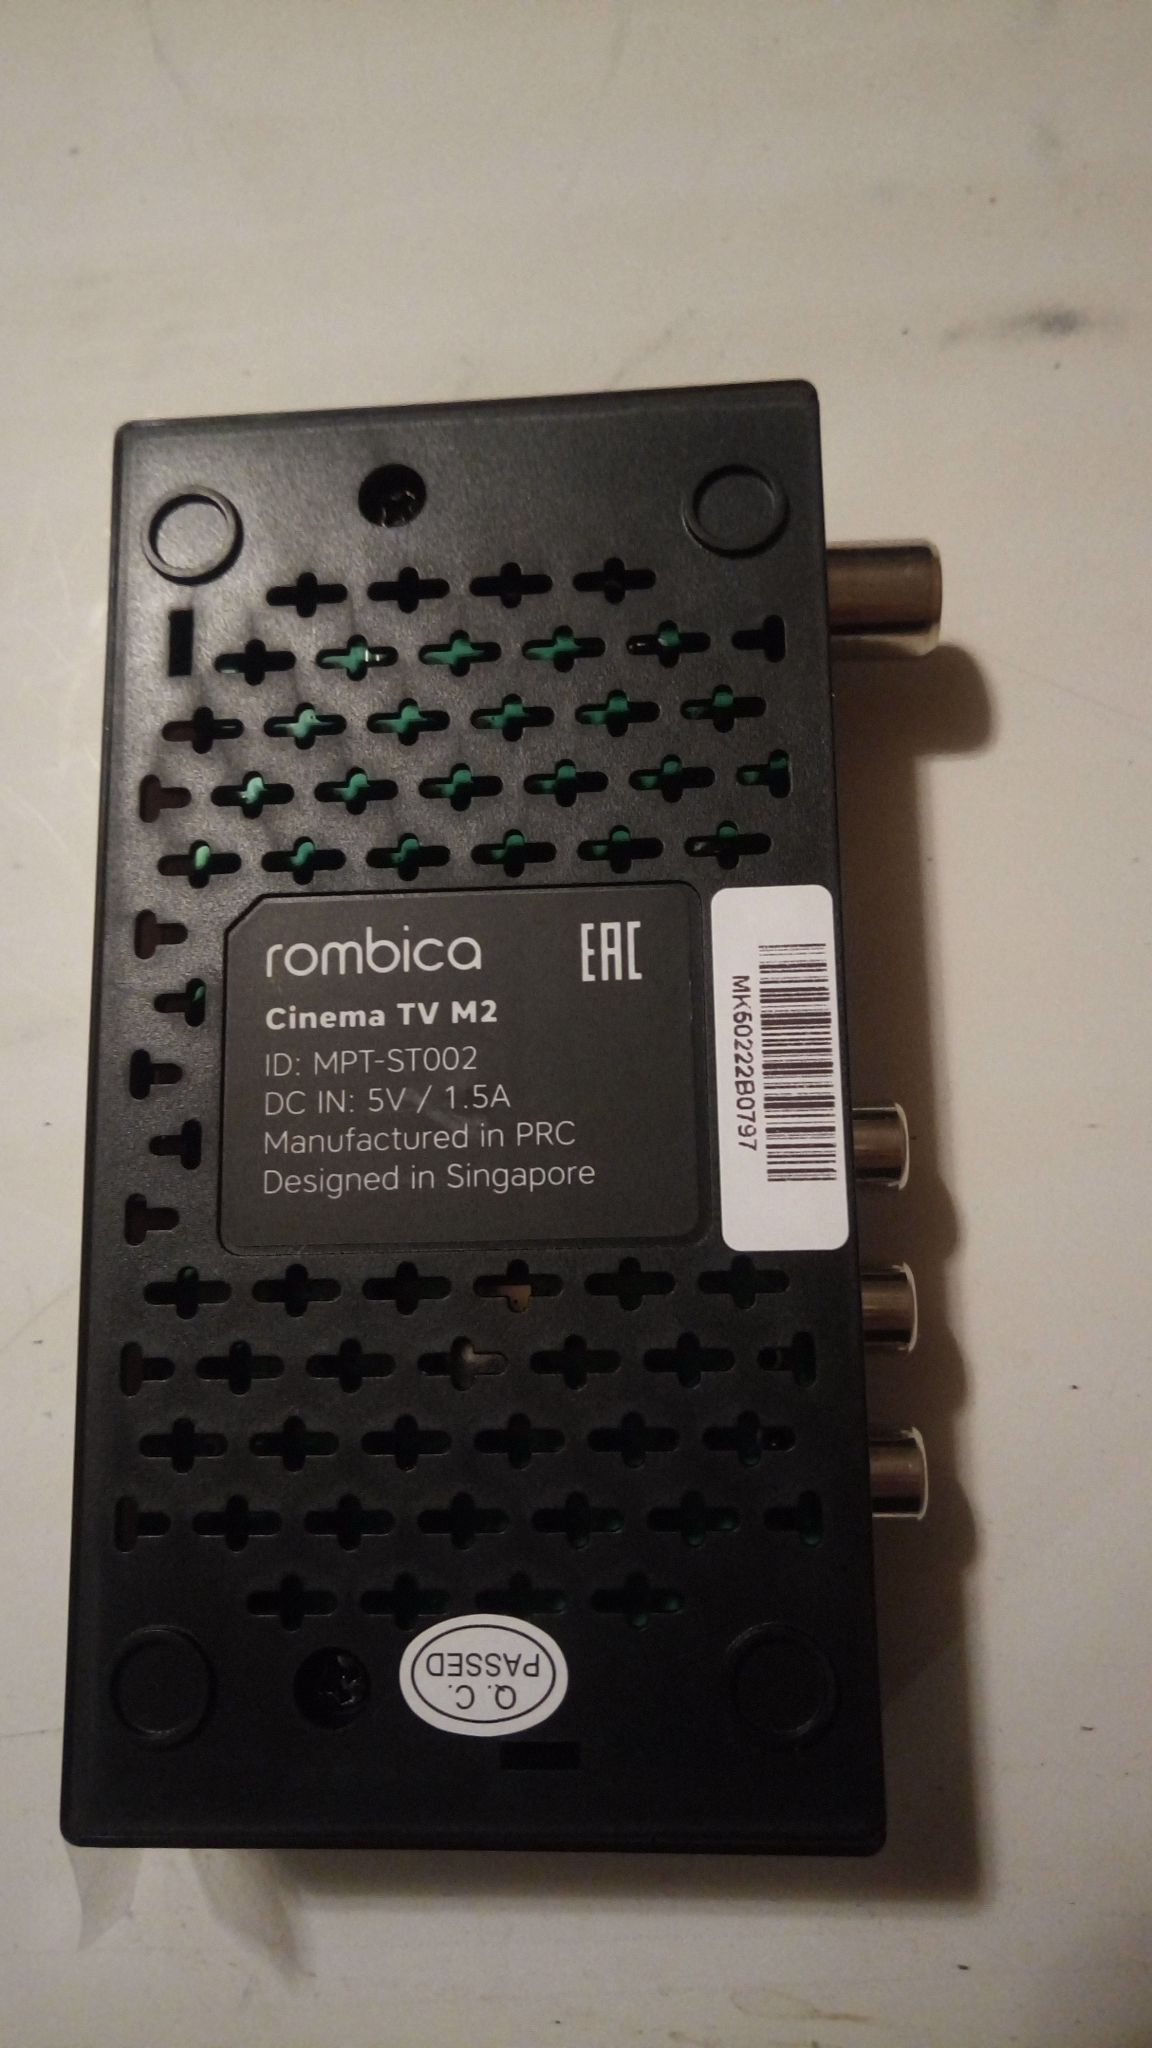 rombica
EAC
Cinema TV M2
ID: MPT-ST002
DC IN: 5V / 1.5A
Manufactured in PRC
Designed in Singapore
MK60222B0797
Q. C.
PASSED